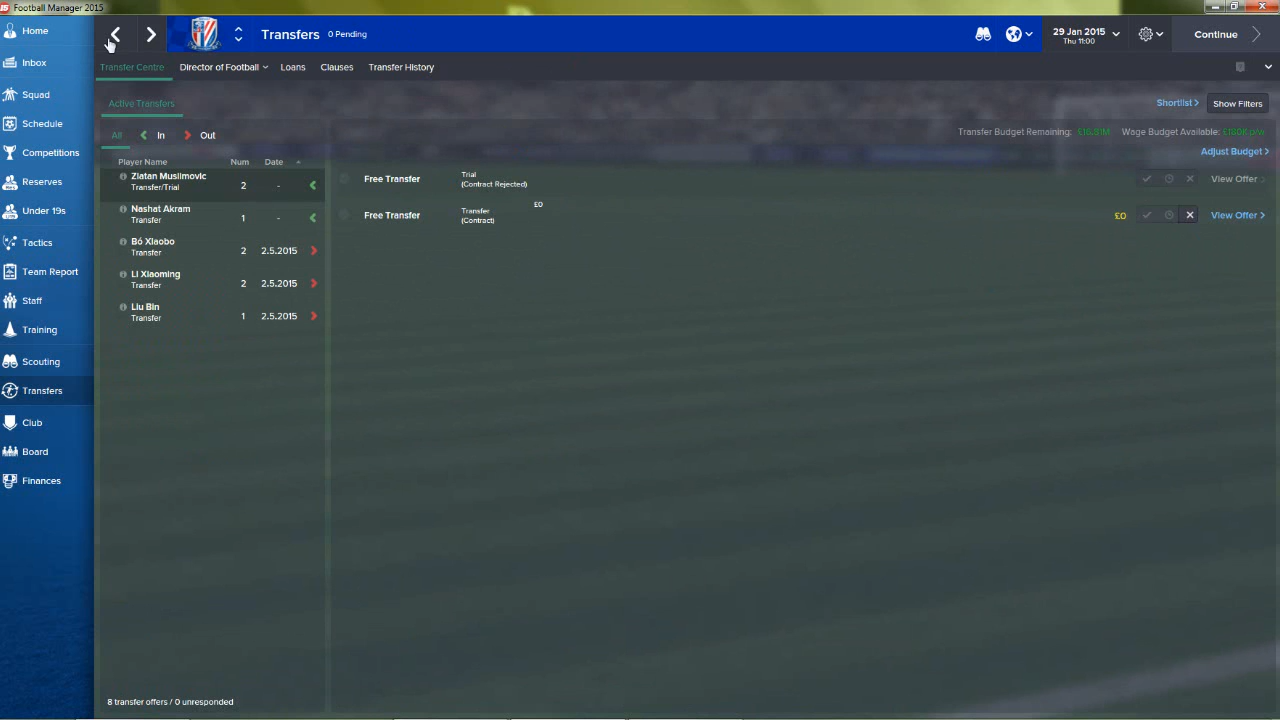 Football Manager 2015
Home
Transfers 0 Pending
29 Jan 2015
Thu 11:00
Continue
Inbox
Transfer Centre Director of Football Loans Clauses Transfer History
Squad
Active Transfers
Shortlist
Show Filters
Schedule
All In Out
Transfer Budget Remaining: £16.81M Wage Budget Available: £180K p/w
Competitions
Adjust Budget
Player Name Num Date
Reserves
Zlatan Muslimovic
Transfer/Trial
2 -
Free Transfer
Trial
(Contract Rejected)
View Offer
Under 19s
Nashat Akram
Transfer
1 -
£0
Free Transfer
Transfer
(Contract)
£0
View Offer
Tactics
Bó Xiaobo
Transfer
2 2.5.2015
Team Report
Li Xiaoming
Transfer
2 2.5.2015
Staff
Liu Bin
Transfer
1 2.5.2015
Training
Scouting
Transfers
Club
Board
Finances
8 transfer offers / 0 unresponded